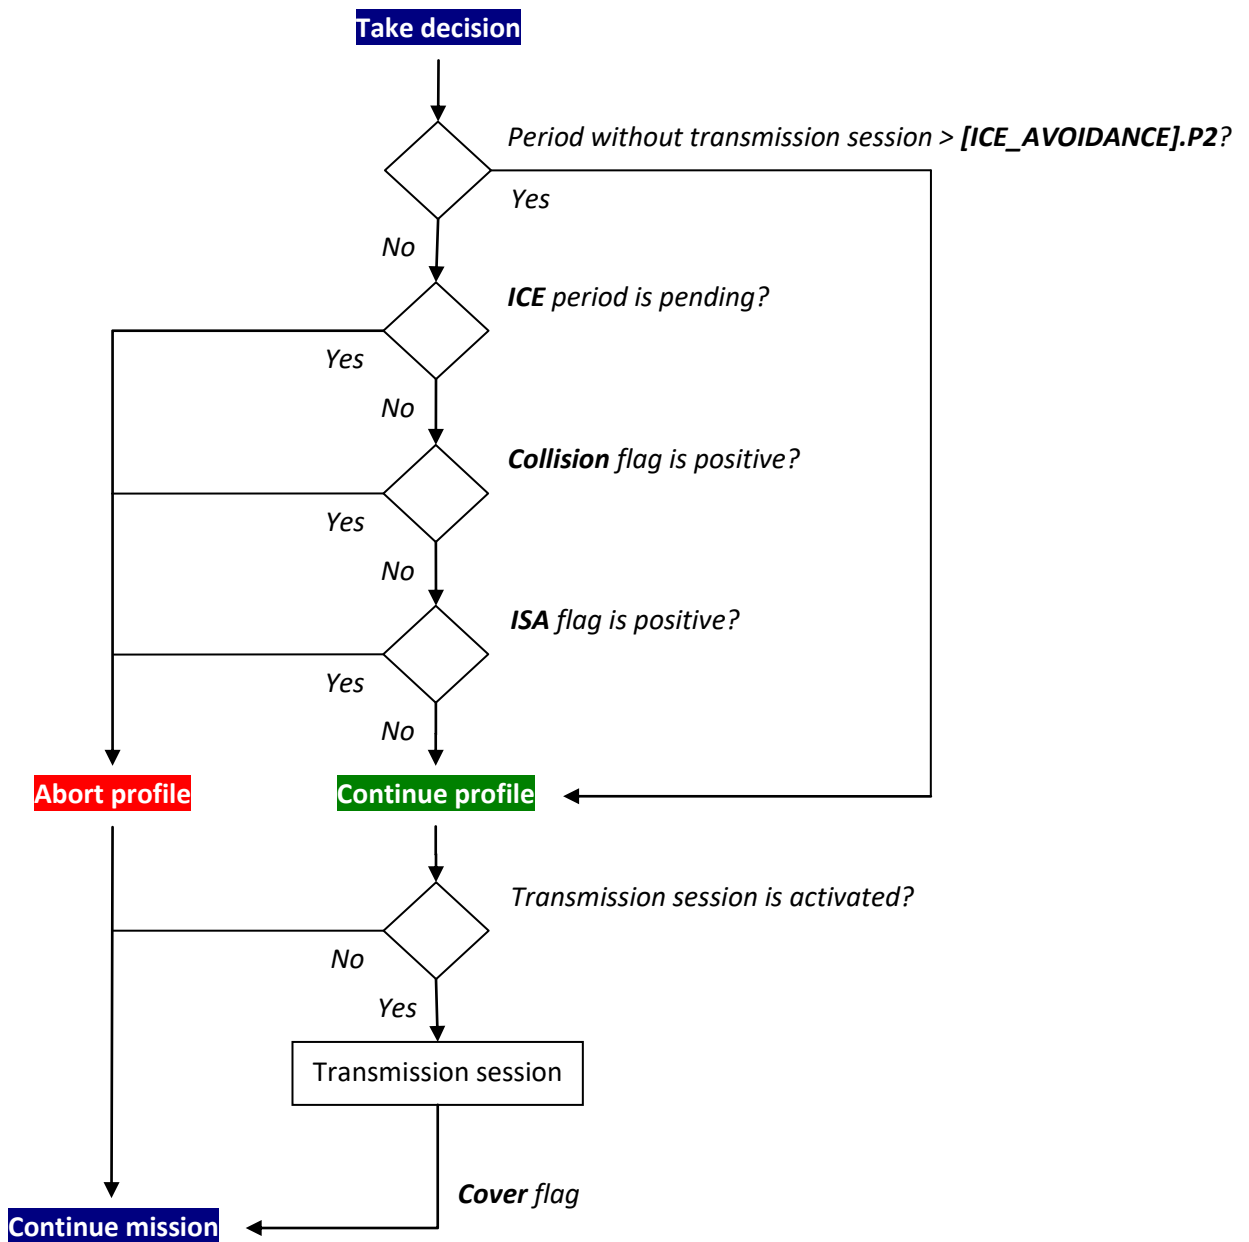 Take decision
Period without transmission session > [ICE_AVOIDANCE].P2?
Yes
No
ICE period is pending?
Yes
No
Collision flag is positive?
Yes
No
ISA flag is positive?
Yes
No
Abort profile
Continue profile
Transmission session is activated?
No
Yes
Transmission session
Cover flag
Continue mission